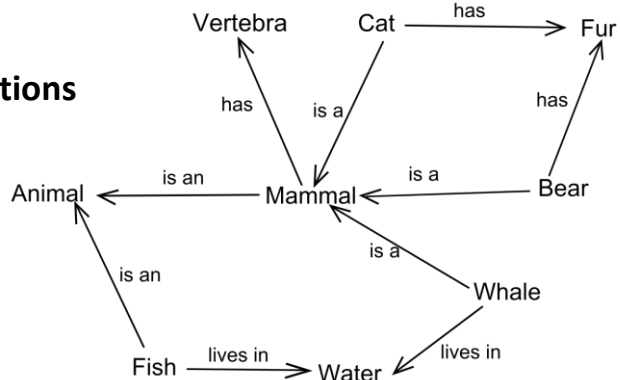 has
Vertebra
Cat
Fur
tions
has
is a
has
is an
is a
Animal
Mammal
Bear
is a
is an
Whale
lives in
lives in
Fish
Water